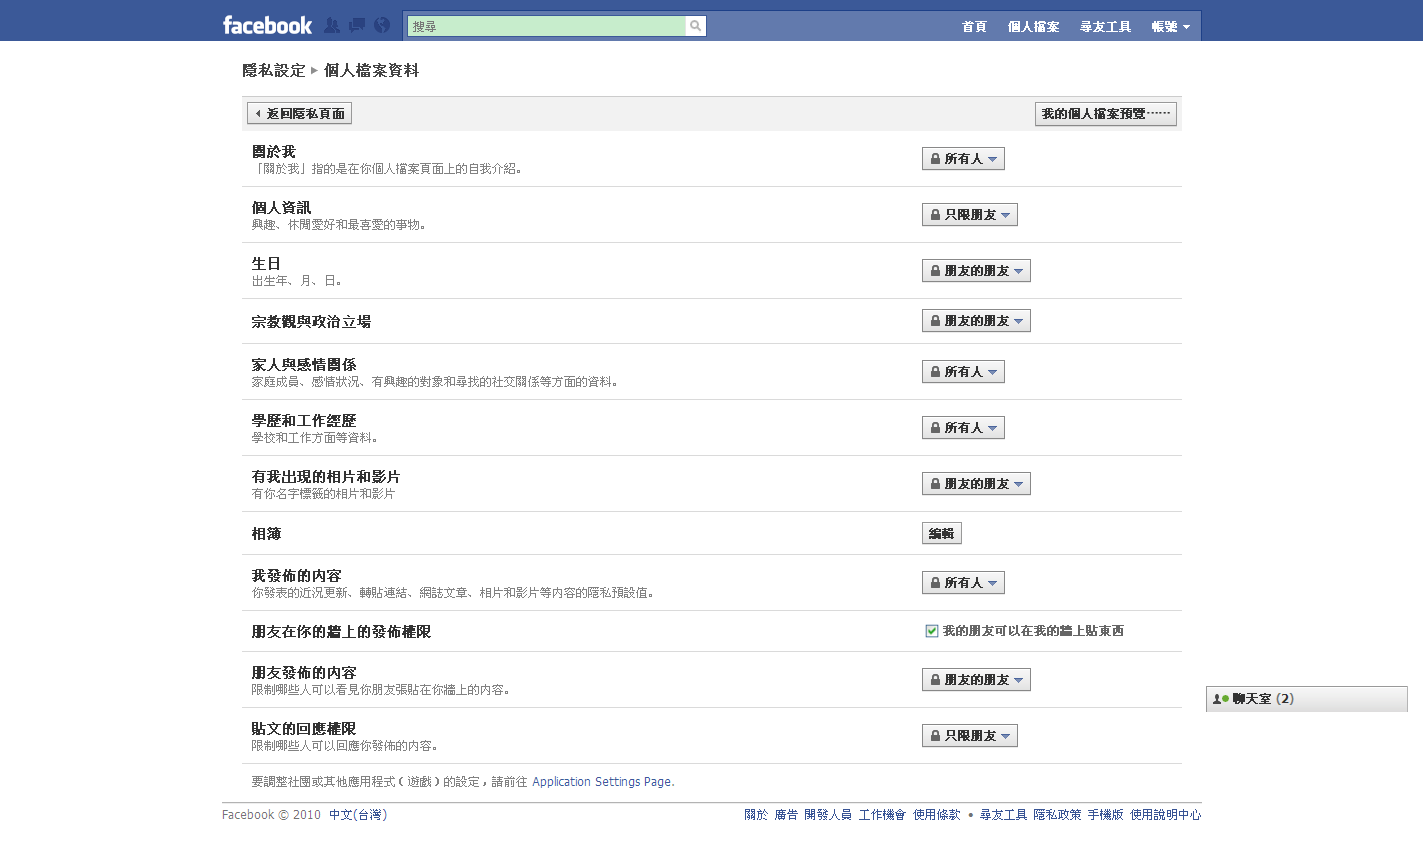 facebook
搜尋
首頁 個人檔案 尋友工具 帳號
隱私設定 個人檔案資料
返回隱私頁面 我的個人檔案預覽……
關於我
「關於我」指的是在你個人檔案頁面上的自我介紹。
所有人
個人資訊
興趣、休閒愛好和最喜愛的事物。
只限朋友
生日
出生年、月、日。
朋友的朋友
宗教觀與政治立場
朋友的朋友
家人與感情關係
家庭成員、感情狀況、有興趣的對象和尋找的社交關係等方面的資料。
所有人
學歷和工作經歷
學校和工作方面等資料。
所有人
有我出現的相片和影片
有你名字標籤的相片和影片
朋友的朋友
相簿
編輯
我發佈的內容
你發表的近況更新、轉貼連結、網誌文章、相片和影片等內容的隱私預設值。
所有人
朋友在你的牆上的發佈權限
我的朋友可以在我的牆上貼東西
朋友發佈的內容
限制哪些人可以看見你朋友張貼在你牆上的內容。
朋友的朋友
聊天室 (2)
貼文的回應權限
限制哪些人可以回應你發佈的內容。
只限朋友
要調整社團或其他應用程式（遊戲）的設定，請前往 Application Settings Page.
Facebook © 2010 中文(台灣)
關於 廣告 開發人員 工作機會 使用條款 • 尋友工具 隱私政策 手機版 使用說明中心